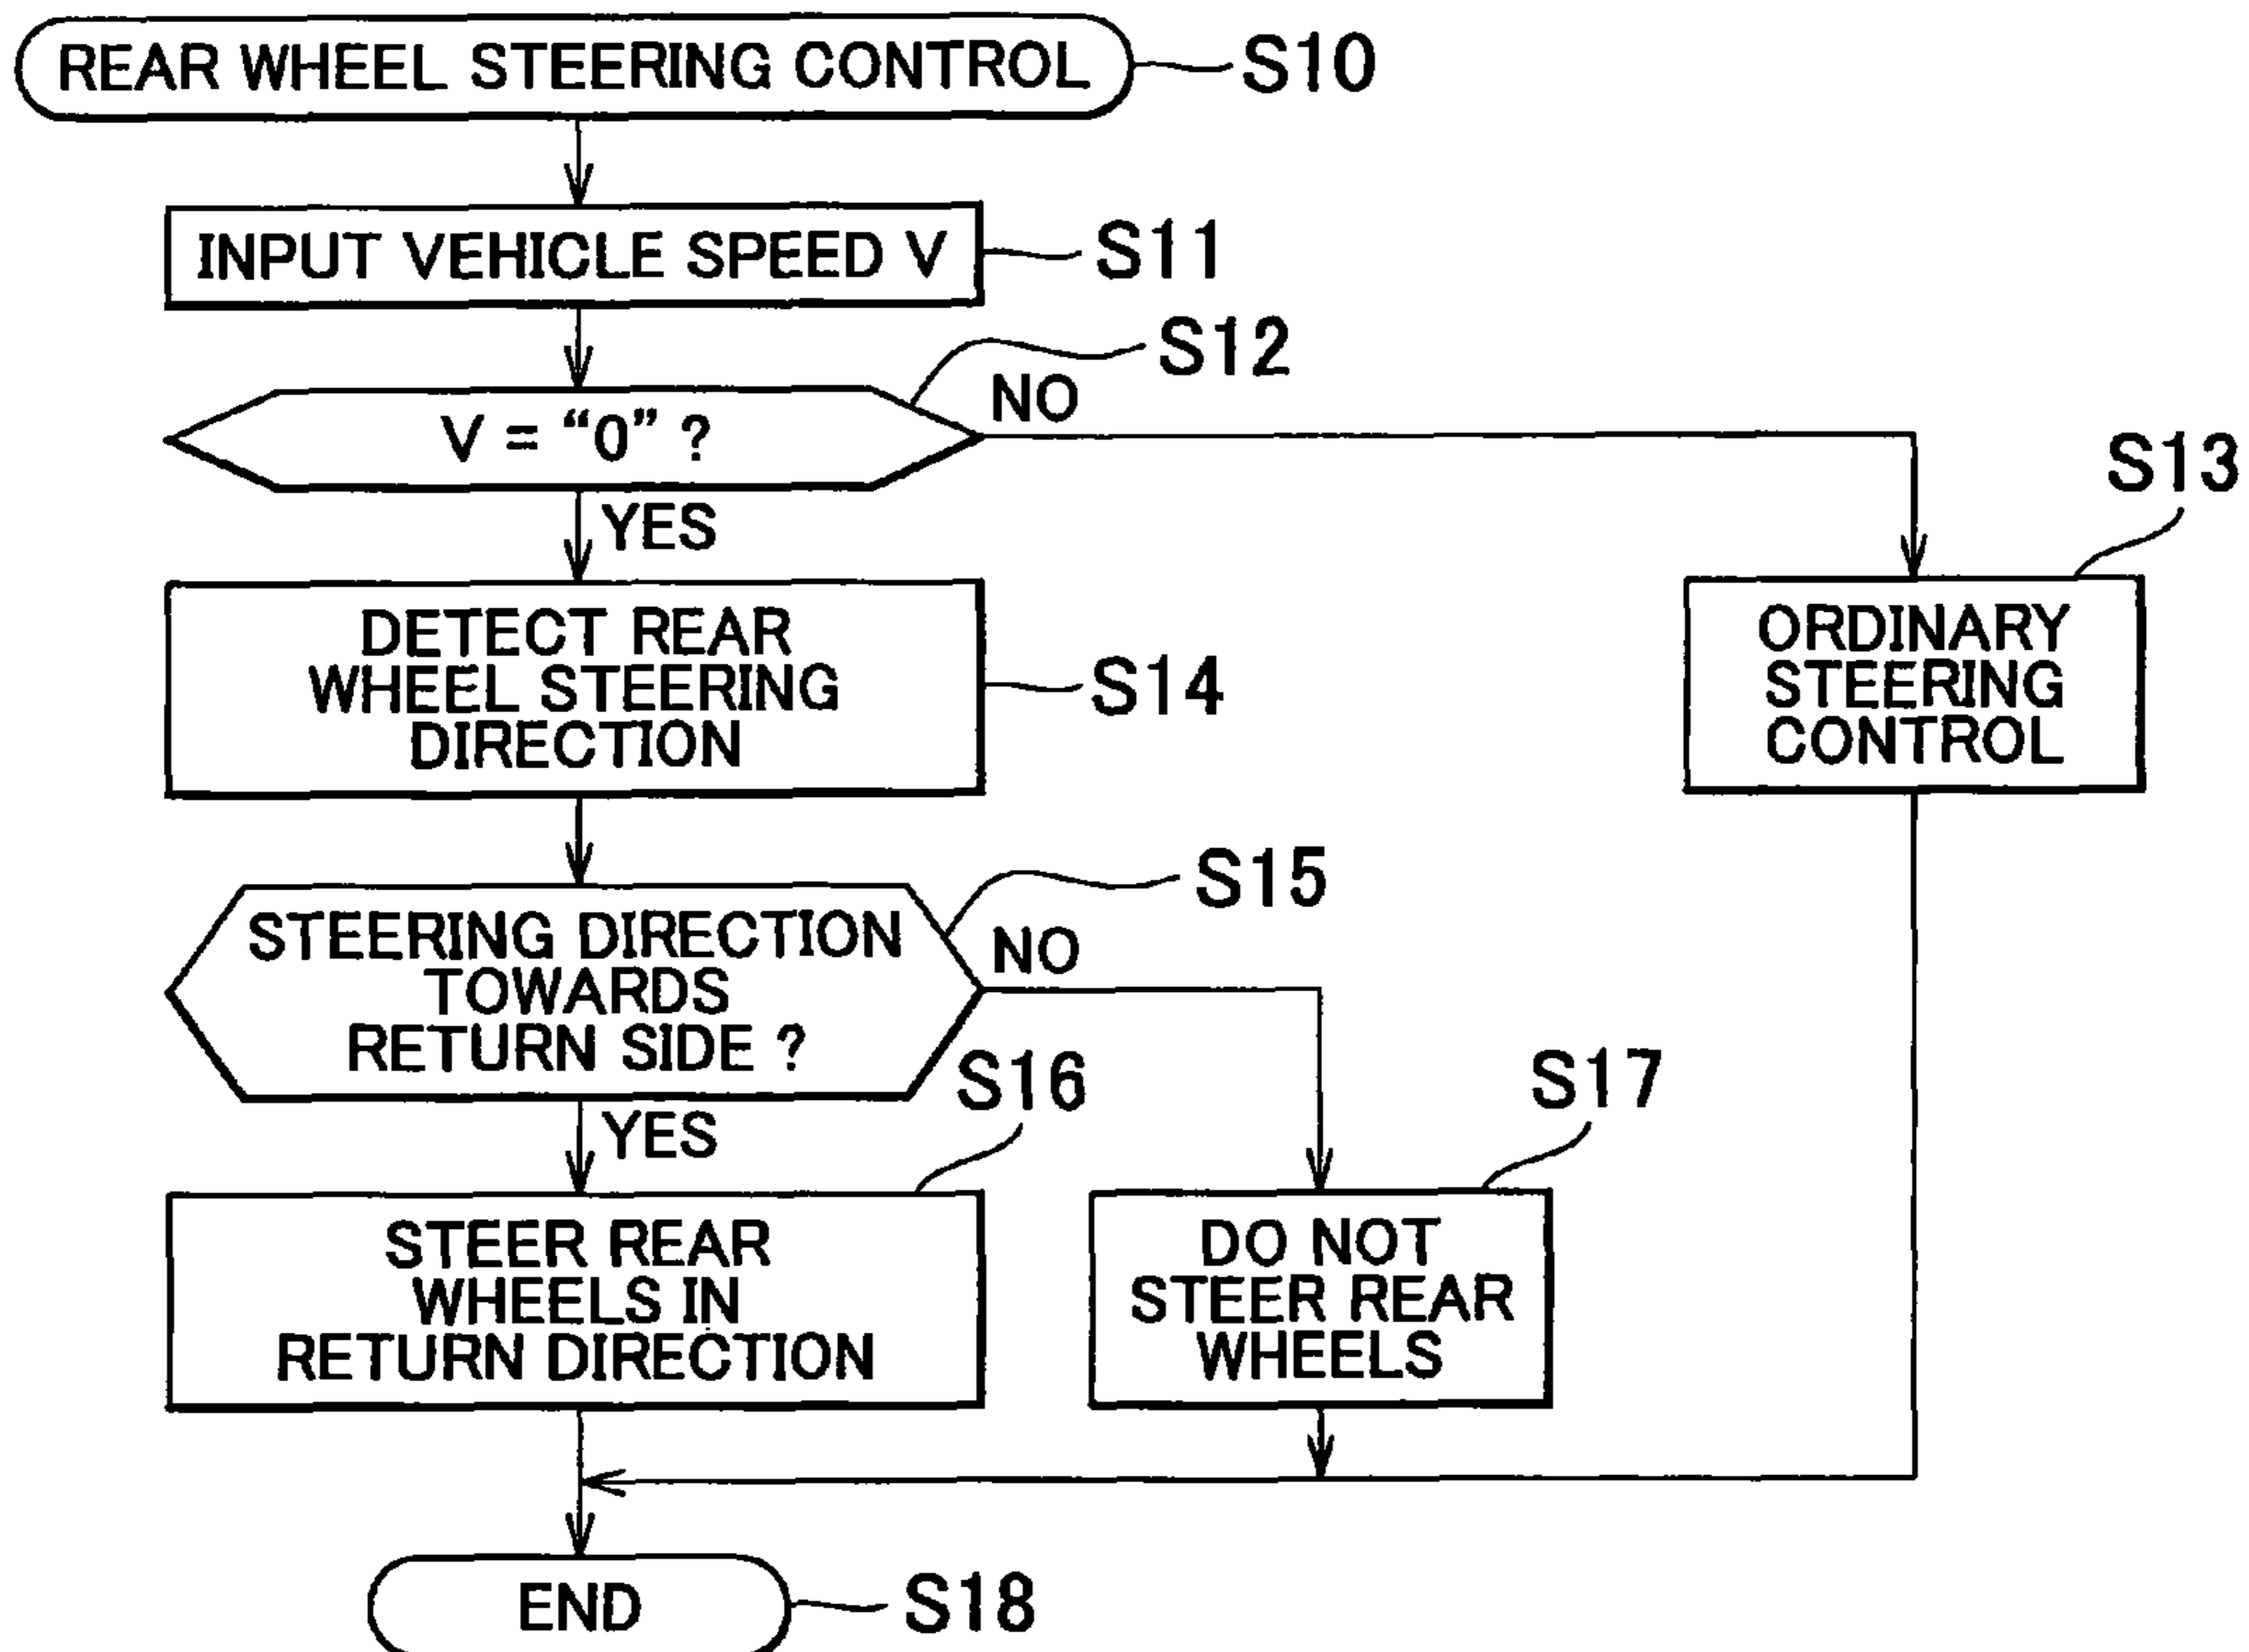 REAR WHEEL STEERING CONTROL
S10
INPUT VEHICLE SPEED V
S11
S12
V = “0” ?
NO
YES
S13
ORDINARY
STEERING
CONTROL
DETECT REAR
WHEEL STEERING
DIRECTION
S14
S15
STEERING DIRECTION
TOWARDS
RETURN SIDE ?
NO
YES
S16
STEER REAR
WHEELS IN
RETURN DIRECTION
S17
DO NOT
STEER REAR
WHEELS
END
S18